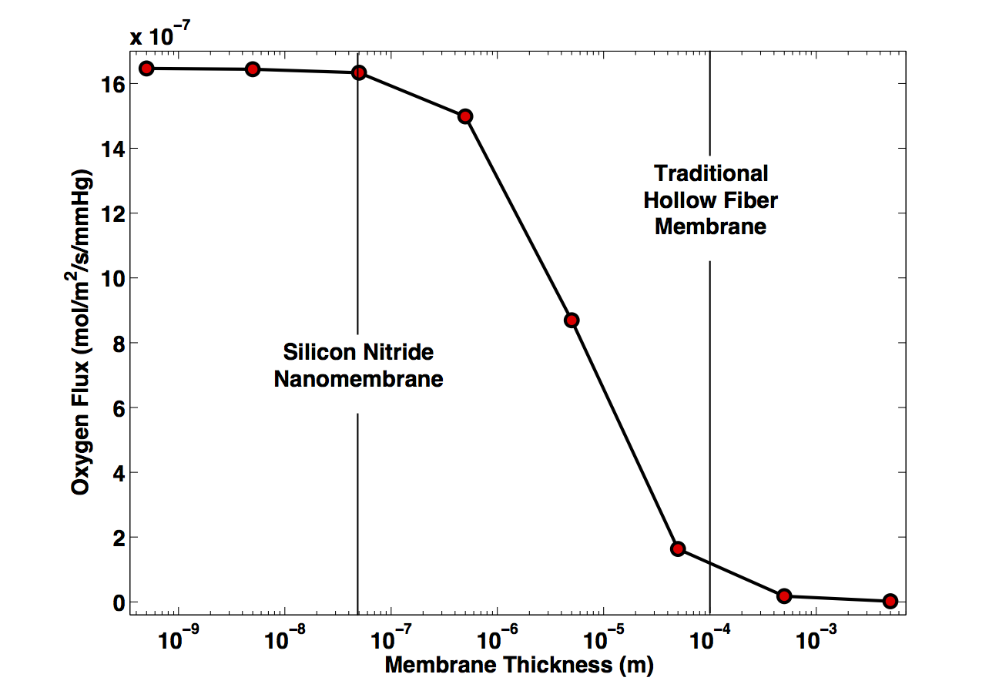 x 10⁻⁷
16
14
12
10
8
6
4
2
0
Oxygen Flux (mol/m²/s/mmHg)
Traditional
Hollow Fiber
Membrane
Silicon Nitride
Nanomembrane
10⁻⁹ 10⁻⁸ 10⁻⁷ 10⁻⁶ 10⁻⁵ 10⁻⁴ 10⁻³
Membrane Thickness (m)